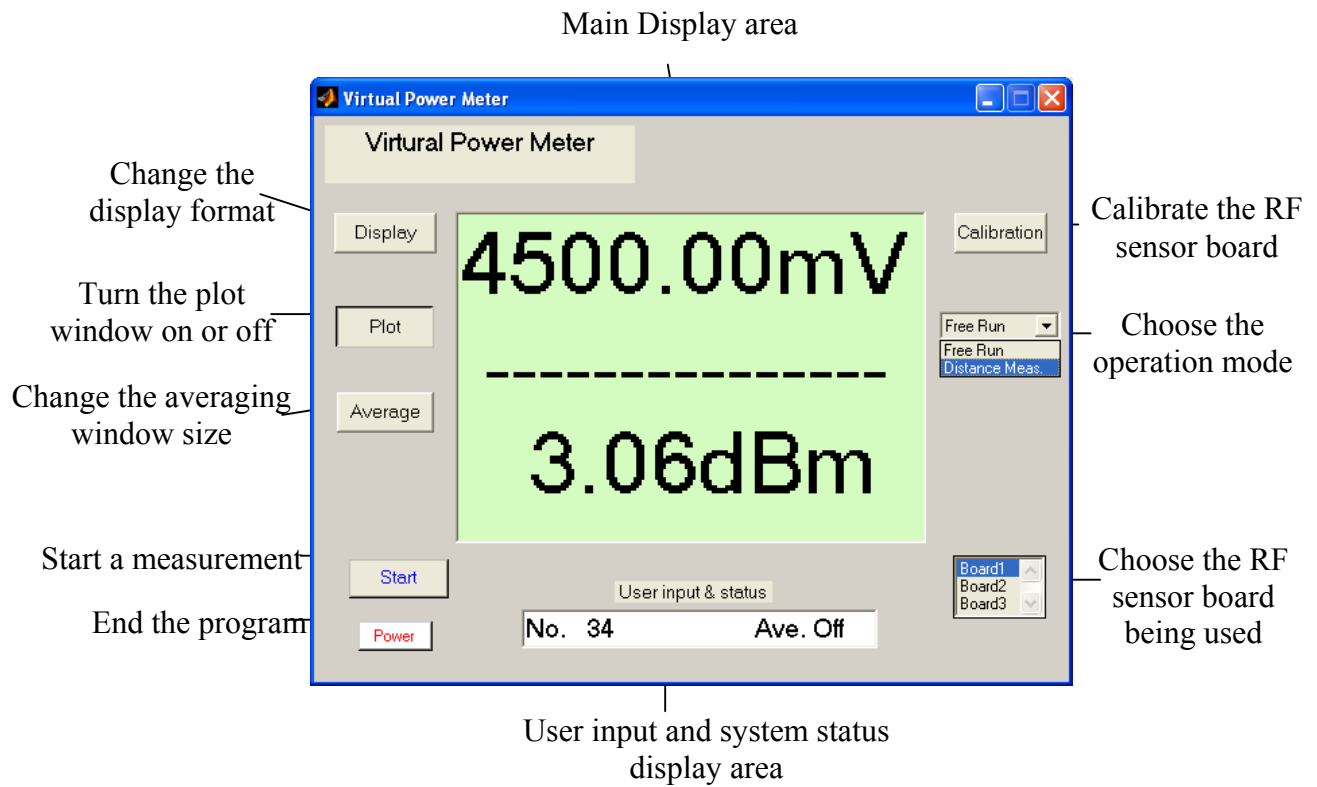 Main Display area
Virtual Power Meter
Virtural Power Meter
Change the
display format
Display
4500.00mV
Calibration
Calibrate the RF
sensor board
Turn the plot
window on or off
Plot
Free Run
Free Run
Distance Meas.
Choose the
operation mode
---------------
Change the averaging
window size
Average
3.06dBm
Start a measurement
Start
End the program
Power
User input & status
No. 34 Ave. Off
Board1
Board2
Board3
Choose the RF
sensor board
being used
User input and system status
display area